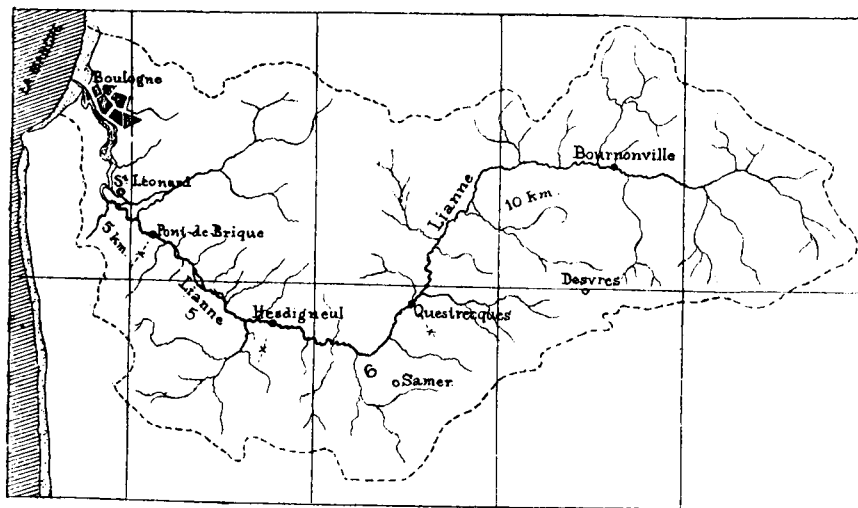 LA MANCHE
Boulogne
Bournonville
St Léonard
Lianne
10 km
Pont-de-Brique
5 km
Desvres
Lianne
5
Hesdigneul
Questrecques
6
Samer